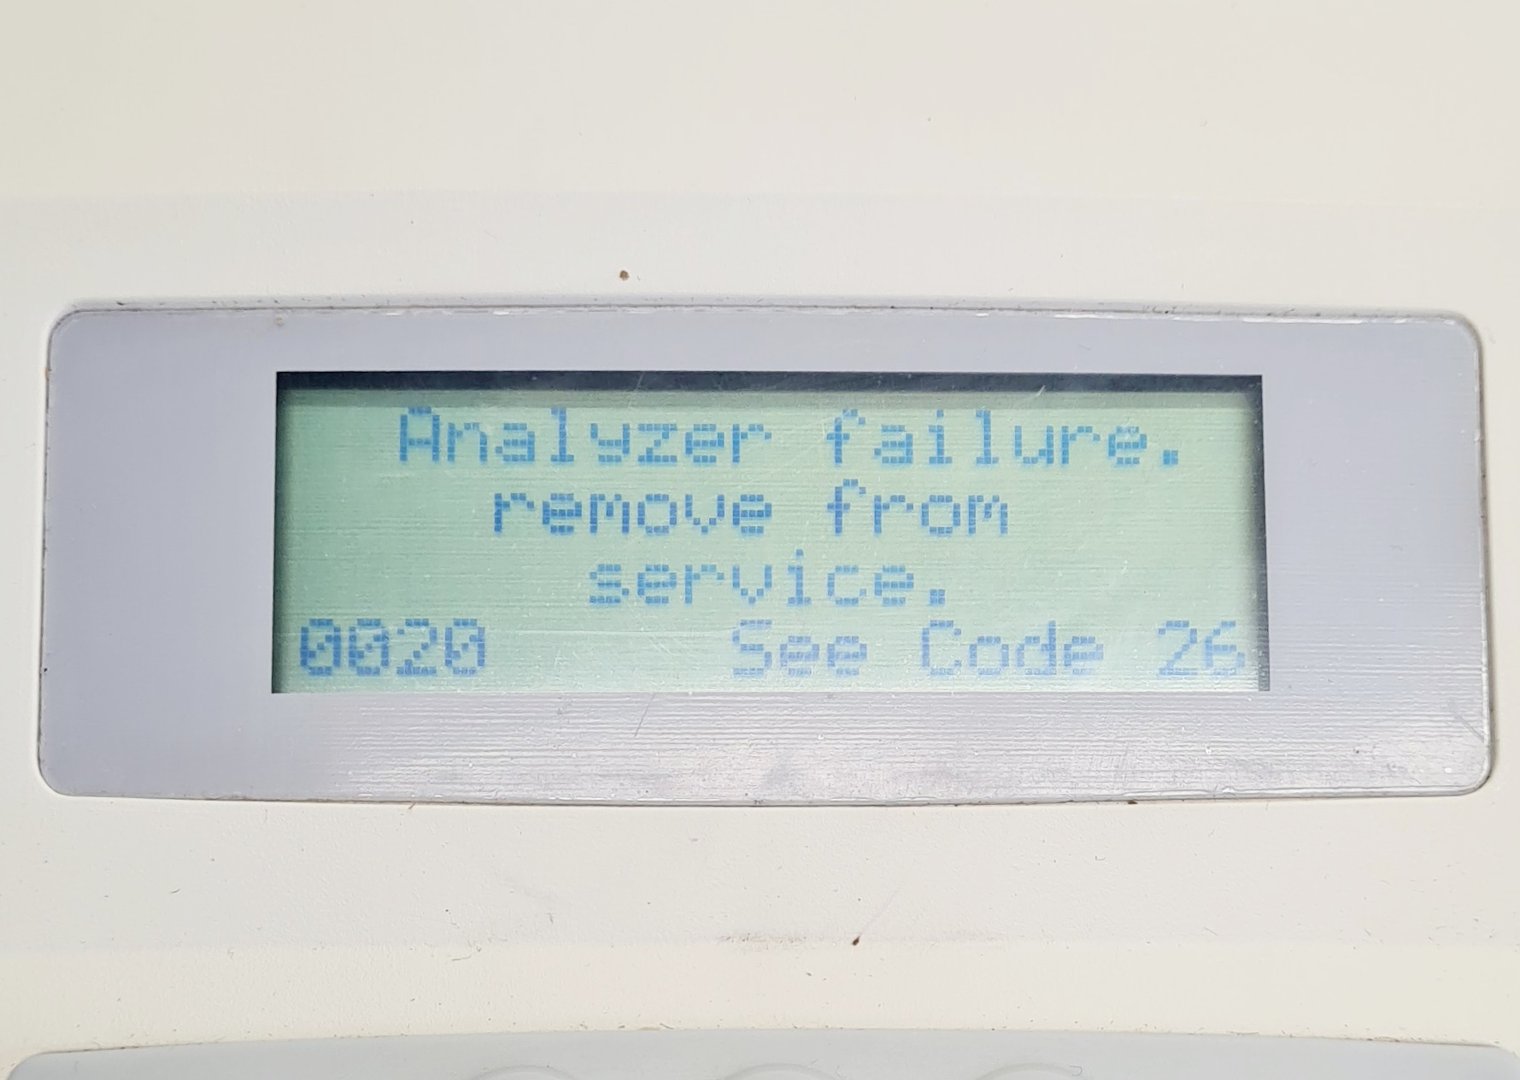 Analyzer failure.
remove from
service.
0020 See Code 26